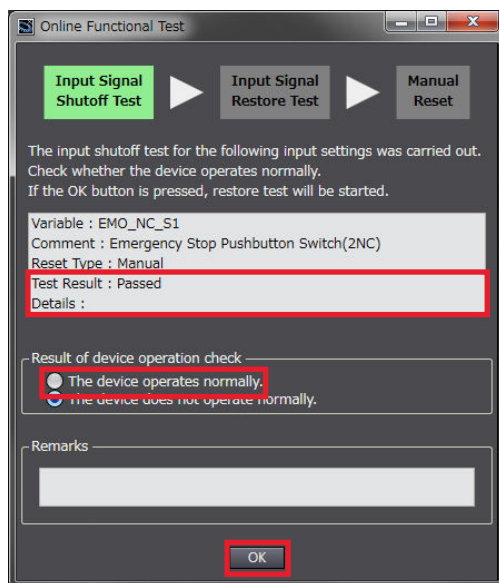 Online Functional Test
Input Signal
Shutoff Test
Input Signal
Restore Test
Manual
Reset
The input shutoff test for the following input settings was carried out.
Check whether the device operates normally.
If the OK button is pressed, restore test will be started.
Variable : EMO_NC_S1
Comment : Emergency Stop Pushbutton Switch(2NC)
Reset Type : Manual
Test Result : Passed
Details :
Result of device operation check
The device operates normally.
The device does not operate normally.
Remarks
OK